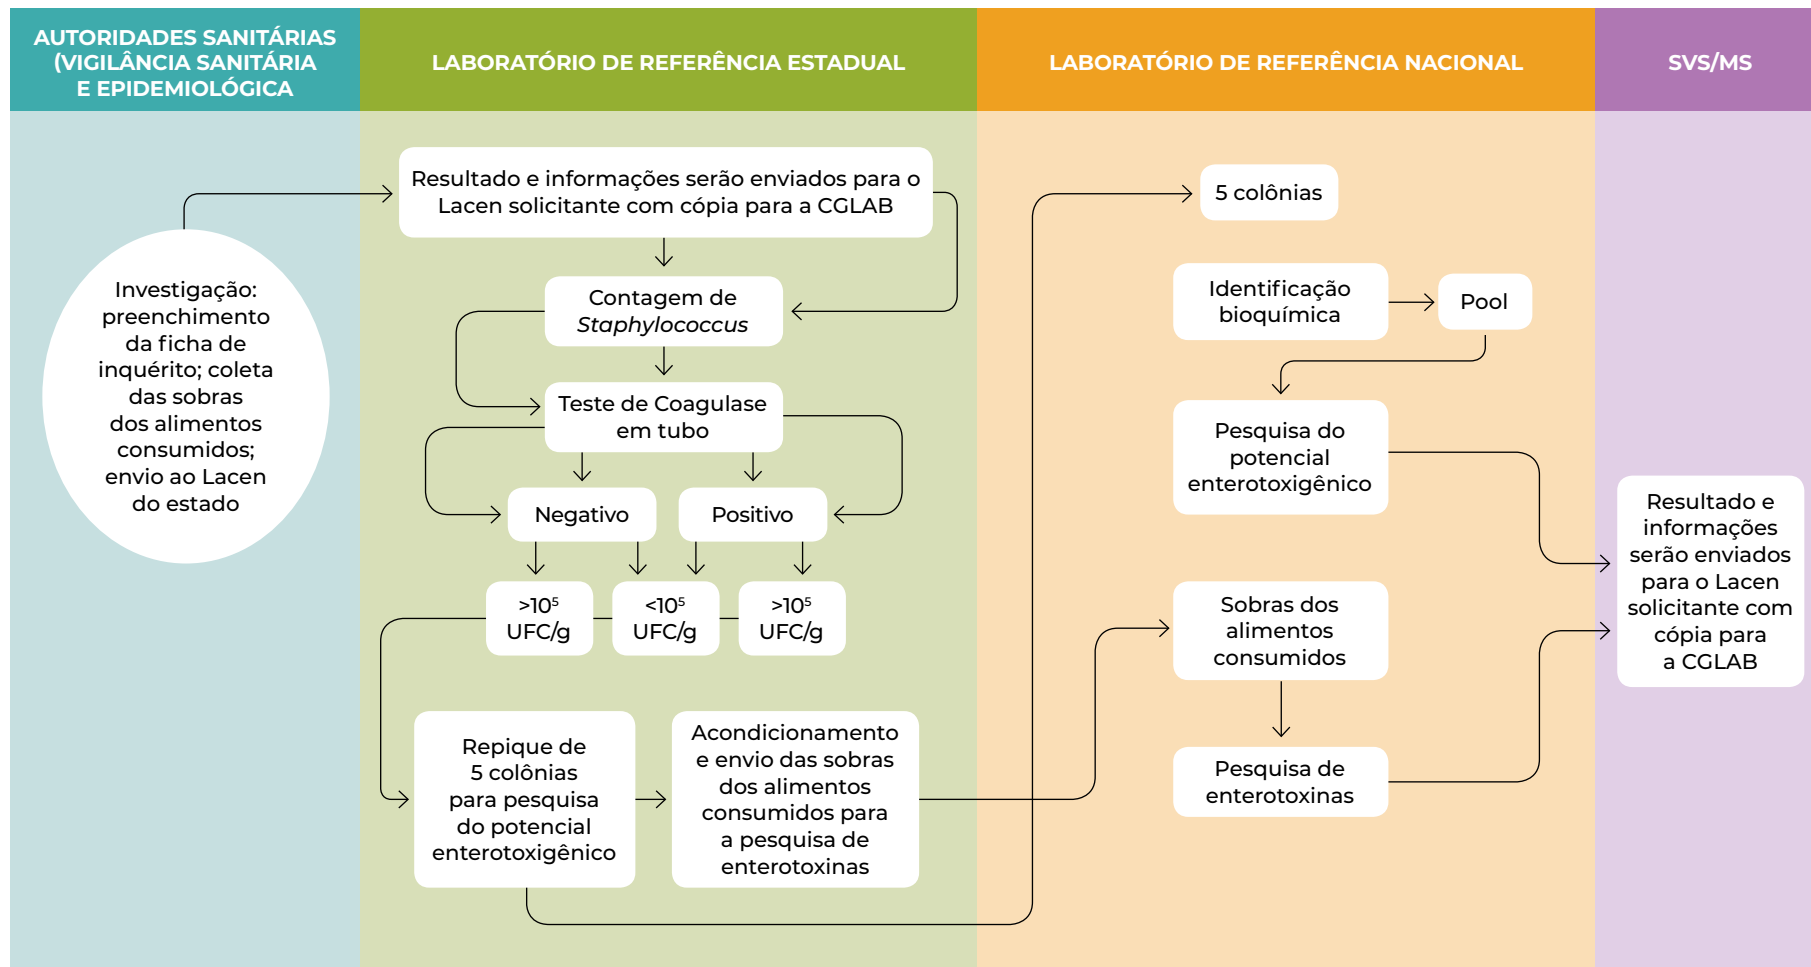 AUTORIDADES SANITÁRIAS
(VIGILÂNCIA SANITÁRIA
E EPIDEMIOLÓGICA
LABORATÓRIO DE REFERÊNCIA ESTADUAL
LABORATÓRIO DE REFERÊNCIA NACIONAL
SVS/MS
Investigação:
preenchimento
da ficha de
inquérito; coleta
das sobras
dos alimentos
consumidos;
envio ao Lacen
do estado
Resultado e informações serão enviados para o
Lacen solicitante com cópia para a CGLAB
Contagem de
Staphylococcus
Teste de Coagulase
em tubo
Negativo
Positivo
>10⁵
UFC/g
<10⁵
UFC/g
>10⁵
UFC/g
Repique de
5 colônias
para pesquisa
do potencial
enterotoxigênico
Acondicionamento
e envio das sobras
dos alimentos
consumidos para
a pesquisa de
enterotoxinas
5 colônias
Identificação
bioquímica
Pool
Pesquisa do
potencial
enterotoxigênico
Sobras dos
alimentos
consumidos
Pesquisa de
enterotoxinas
Resultado e
informações
serão enviados
para o Lacen
solicitante com
cópia para
a CGLAB